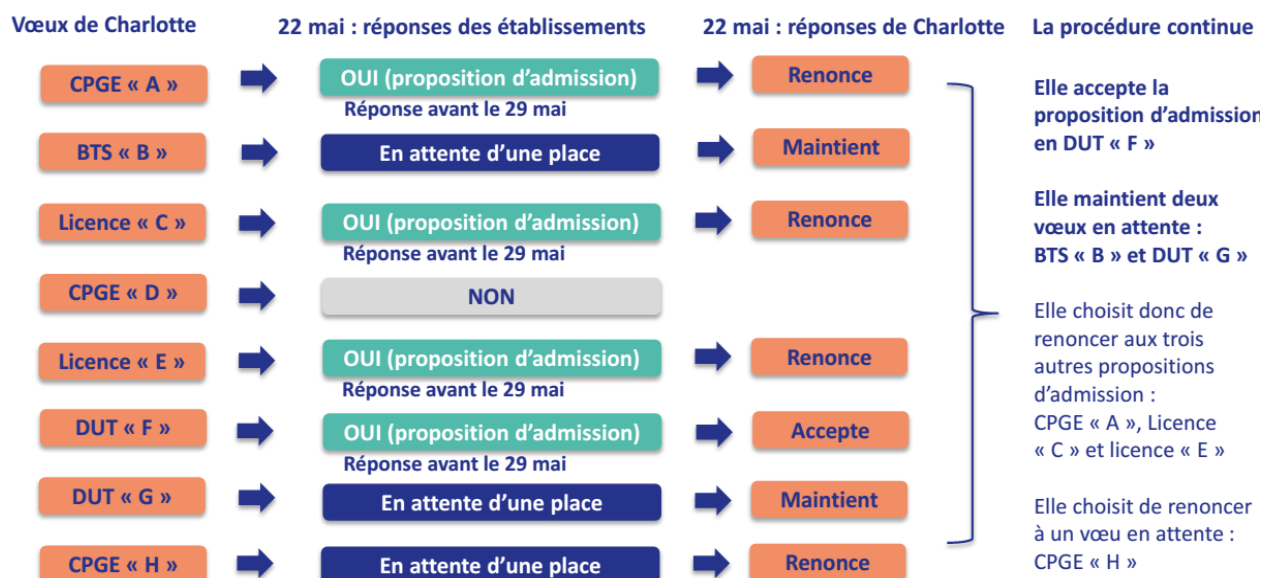 Vœux de Charlotte
22 mai : réponses des établissements
22 mai : réponses de Charlotte
La procédure continue
CPGE « A »
OUI (proposition d’admission)
Réponse avant le 29 mai
Renonce
BTS « B »
En attente d’une place
Maintient
Licence « C »
OUI (proposition d’admission)
Réponse avant le 29 mai
Renonce
CPGE « D »
NON
Licence « E »
OUI (proposition d’admission)
Réponse avant le 29 mai
Renonce
DUT « F »
OUI (proposition d’admission)
Réponse avant le 29 mai
Accepte
DUT « G »
En attente d’une place
Maintient
CPGE « H »
En attente d’une place
Renonce
Elle accepte la
proposition d’admission
en DUT « F »
Elle maintient deux
vœux en attente :
BTS « B » et DUT « G »
Elle choisit donc de
renoncer aux trois
autres propositions
d’admission :
CPGE « A », Licence
« C » et licence « E »
Elle choisit de renoncer
à un vœu en attente :
CPGE « H »